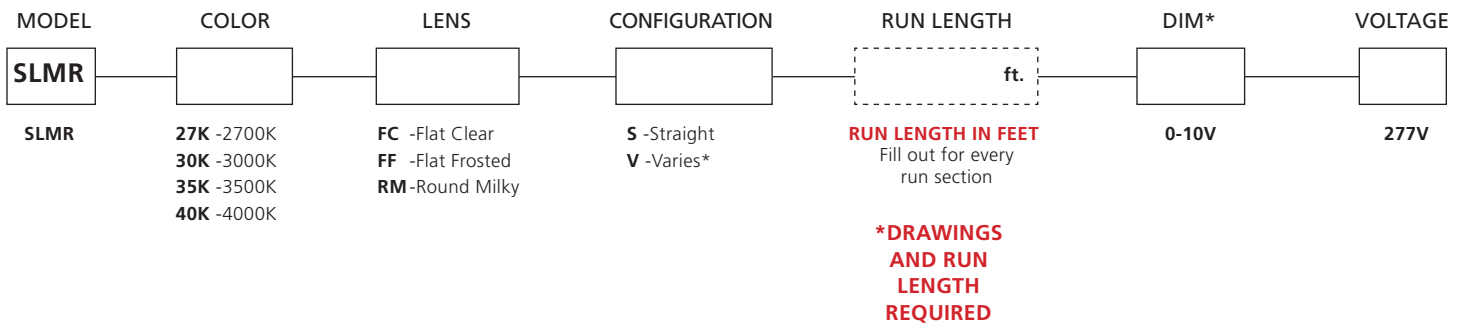 MODEL COLOR LENS CONFIGURATION RUN LENGTH DIM* VOLTAGE
SLMR ft.
SLMR
27K -2700K
30K -3000K
35K -3500K
40K -4000K
FC -Flat Clear
FF -Flat Frosted
RM-Round Milky
S -Straight
V -Varies*
RUN LENGTH IN FEET
Fill out for every
run section
*DRAWINGS
AND RUN
LENGTH
REQUIRED
0-10V
277V